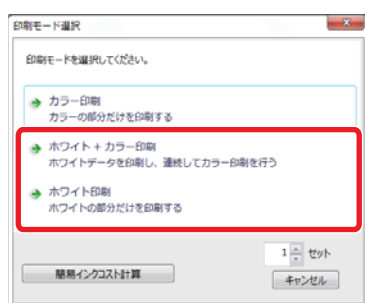 印刷モード選択
印刷モードを選択してください。
カラー印刷
カラーの部分だけを印刷する
ホワイト + カラー印刷
ホワイトデータを印刷し、連続してカラー印刷を行う
ホワイト印刷
ホワイトの部分だけを印刷する
1 セット
簡易インクコスト計算 キャンセル